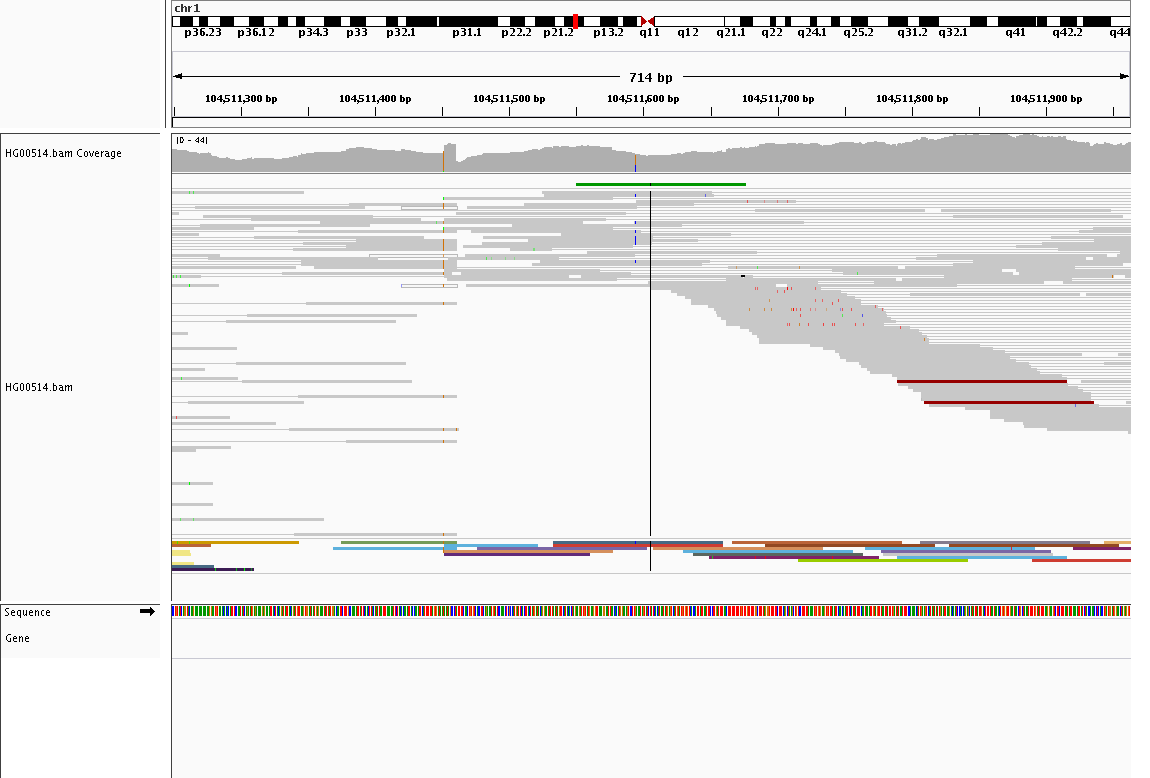 chr1
p36.23 p36.12 p34.3 p33 p32.1 p31.1 p22.2 p21.2 p13.2 q11 q12 q21.1 q22 q24.1 q25.2 q31.2 q32.1 q41 q42.2 q44
714 bp
104,511,300 bp 104,511,400 bp 104,511,500 bp 104,511,600 bp 104,511,700 bp 104,511,800 bp 104,511,900 bp
[0 - 44]
HG00514.bam Coverage
HG00514.bam
Sequence
Gene